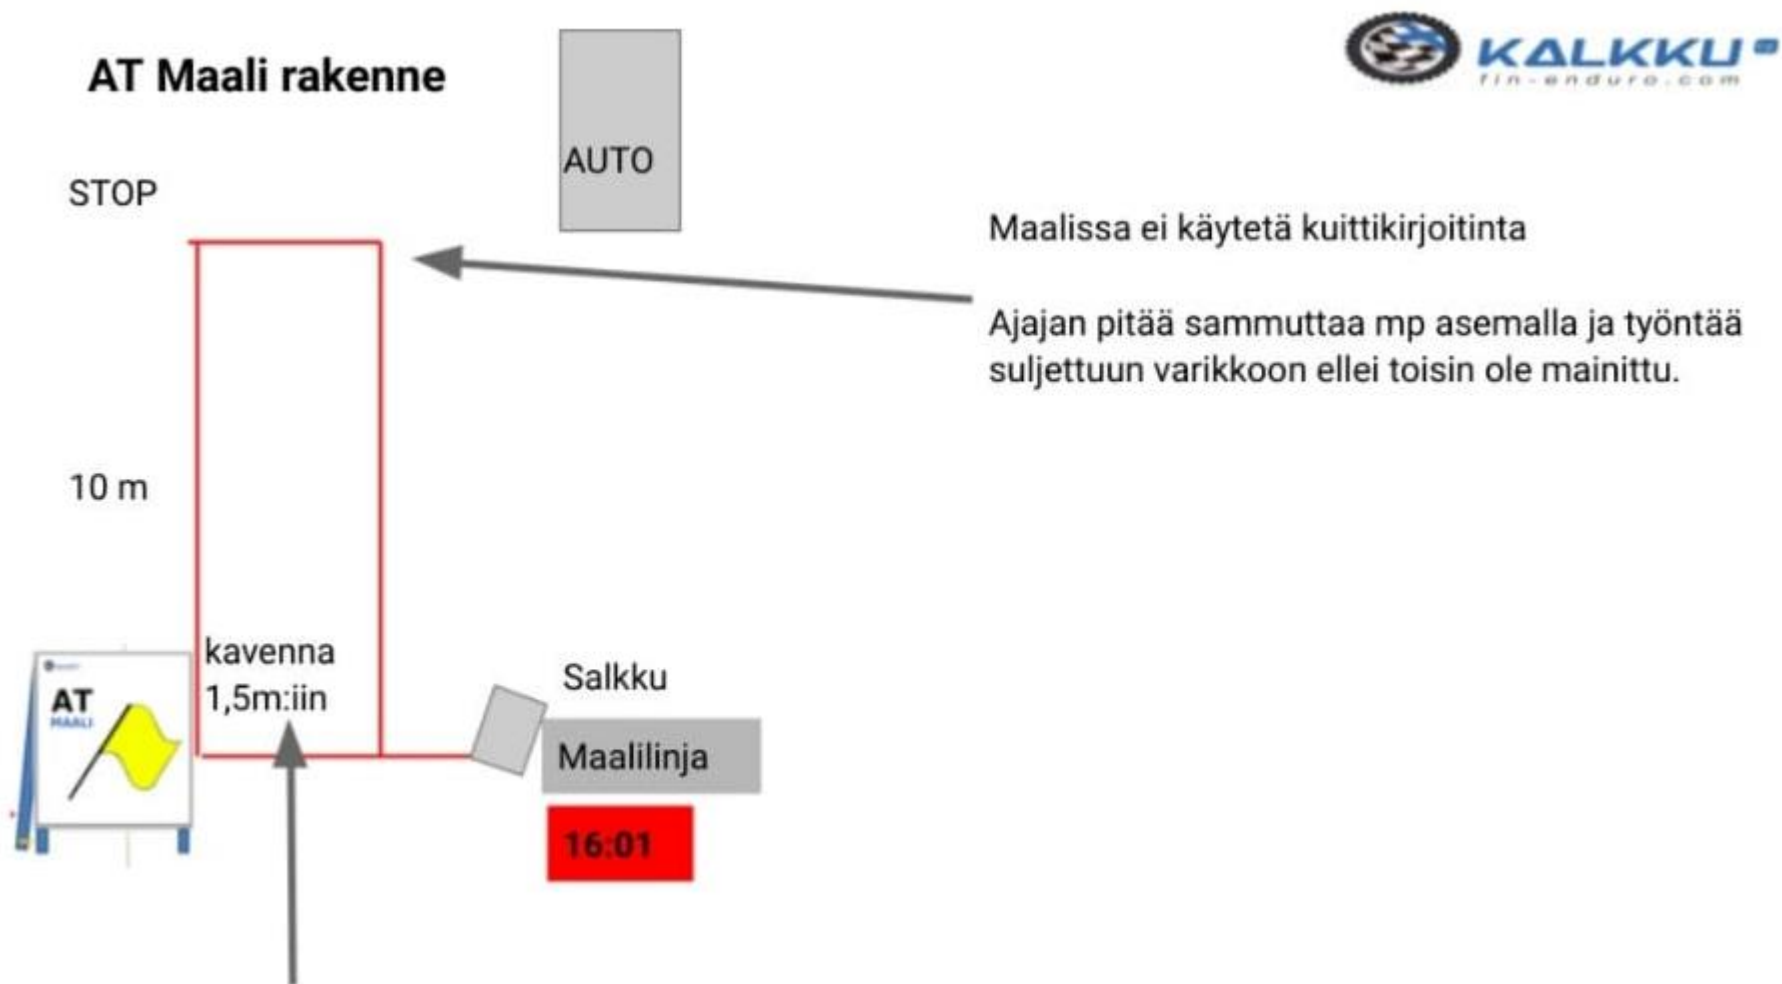 AT Maali rakenne
KALKKU
fin-enduro.com
AUTO
STOP
Maalissa ei käytetä kuittikirjoitinta
Ajajan pitää sammuttaa mp asemalla ja työntää
suljettuun varikkoon ellei toisin ole mainittu.
10 m
kavenna
1,5m:iin
AT
MAALI
Salkku
Maalilinja
16:01